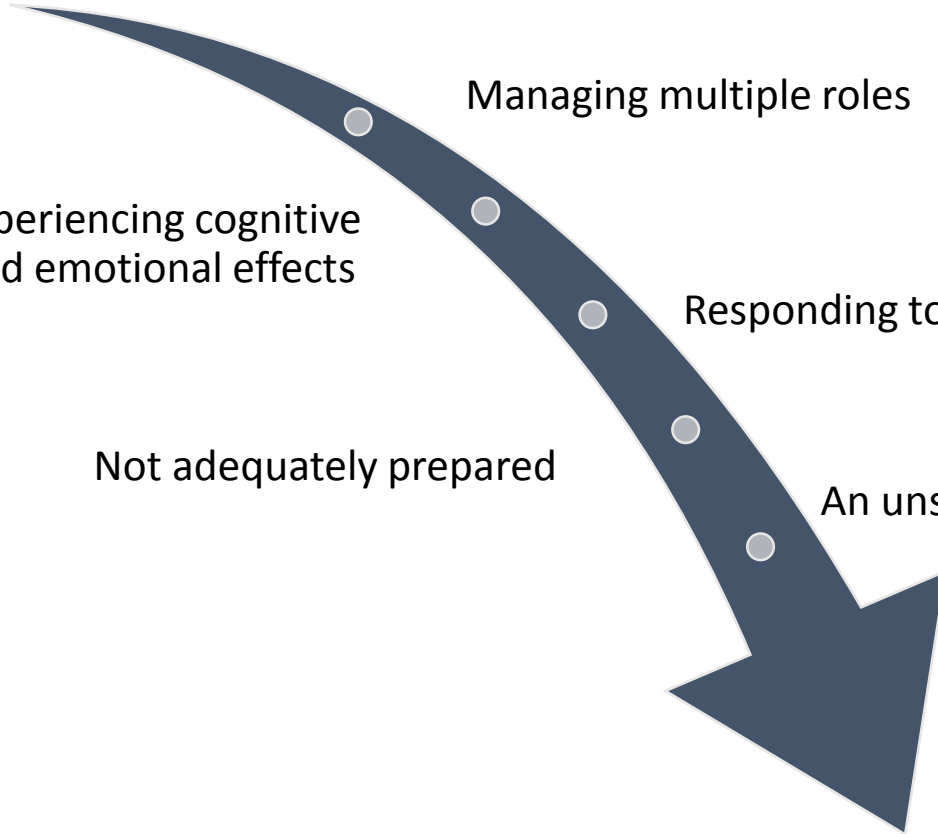 Managing multiple roles
periencing cognitive
d emotional effects
Responding to
Not adequately prepared
An uns